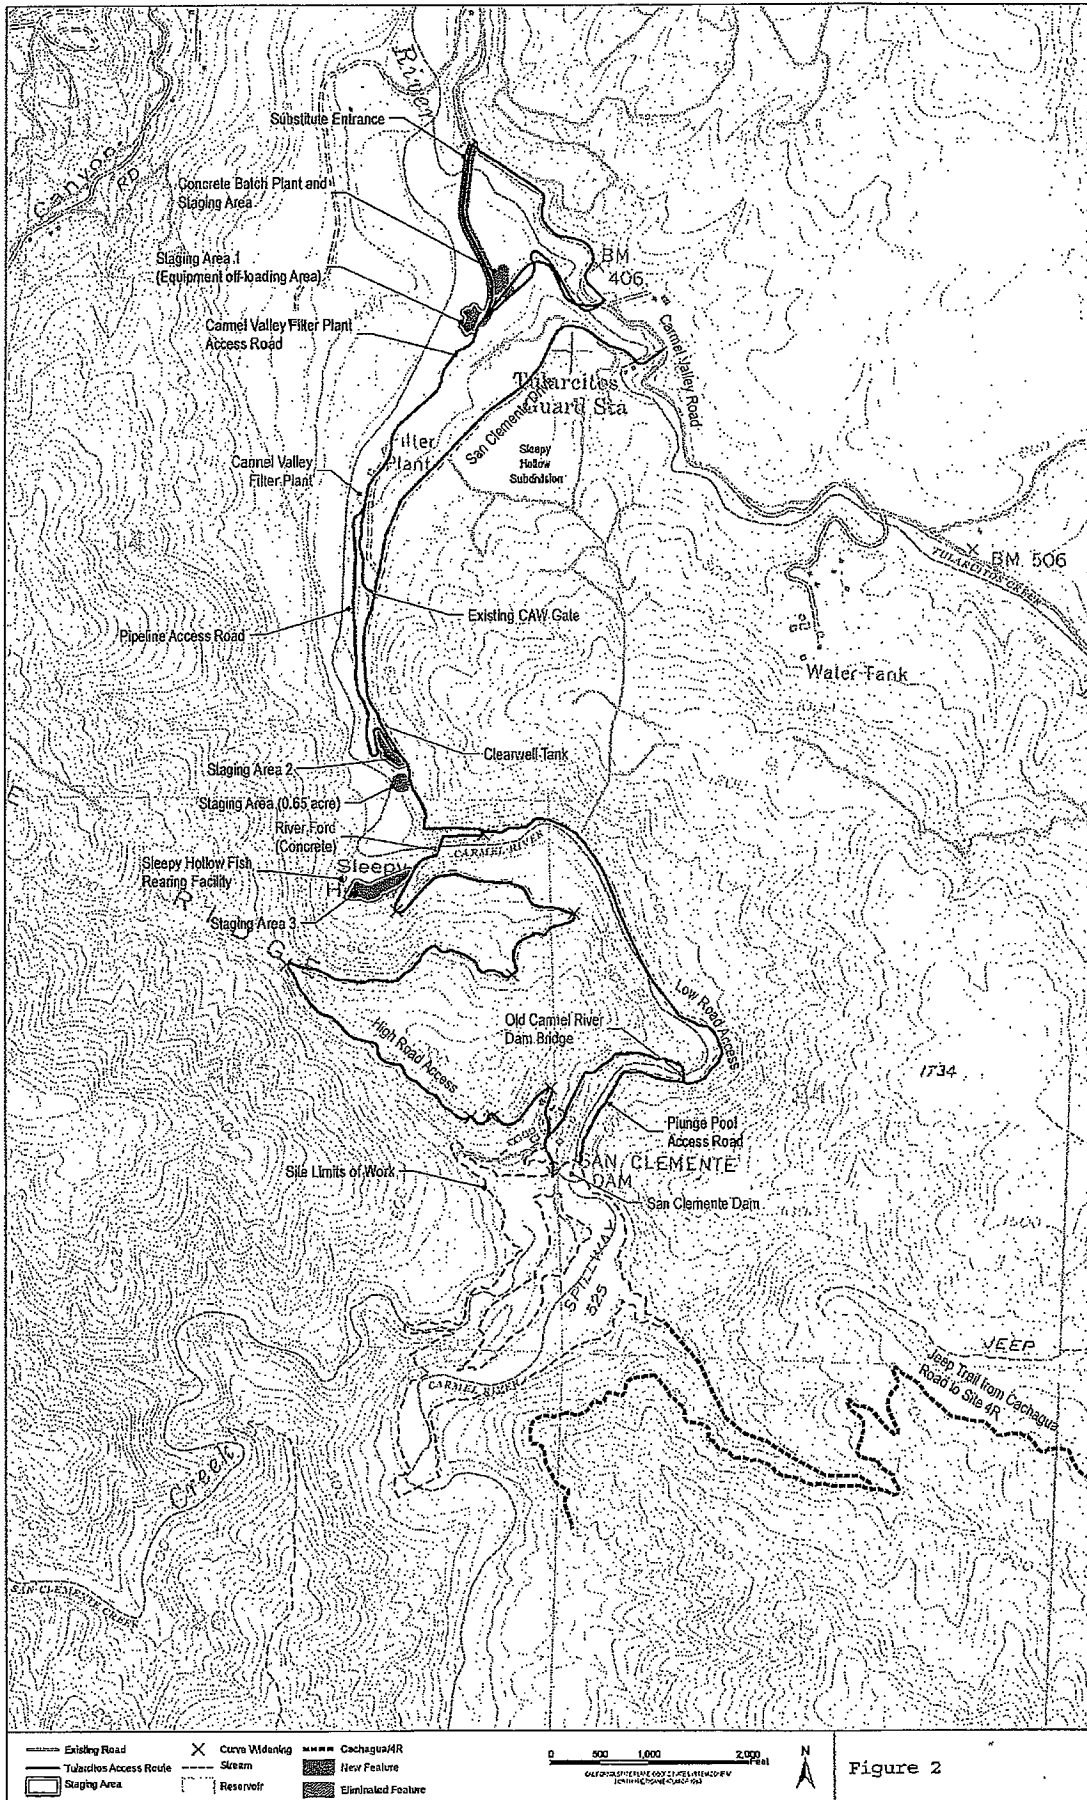 River
Substitute Entrance
Canyon
RD
Concrete Batch Plant and
Staging Area
Staging Area 1
(Equipment off-loading Area)
BM
406
Carmel Valley Filter Plant
Access Road
Carmel Valley Road
Tularcitos
Guard Sta
San Clemente Drive
Filter
Plant
Sleepy
Hollow
Subdivision
Carmel Valley
Filter Plant
BM 506
TULARCITOS CREEK
Existing CAW Gate
Pipeline Access Road
Water Tank
Clearwell Tank
Staging Area 2
Staging Area (0.65 acre)
River Ford
(Concrete)
CARMEL RIVER
Sleepy
Sleepy Hollow Fish
Rearing Facility
Staging Area 3
Low Road Access
Old Carmel River
Dam Bridge
High Road Access
1734
Plunge Pool
Access Road
Site Limits of Work
SAN CLEMENTE
DAM
San Clemente Dam
SPILLWAY
525
JEEP
Jeep Trail from Cachagua
Road to Site 4R
CARMEL RIVER
Creek
SAN CLEMENTE CREEK
Existing Road
Tularcitos Access Route
Staging Area
Curve Widening
Stream
Reservoir
Cachagua/4R
New Feature
Eliminated Feature
0 500 1,000 2,000
Feet
N
Figure 2